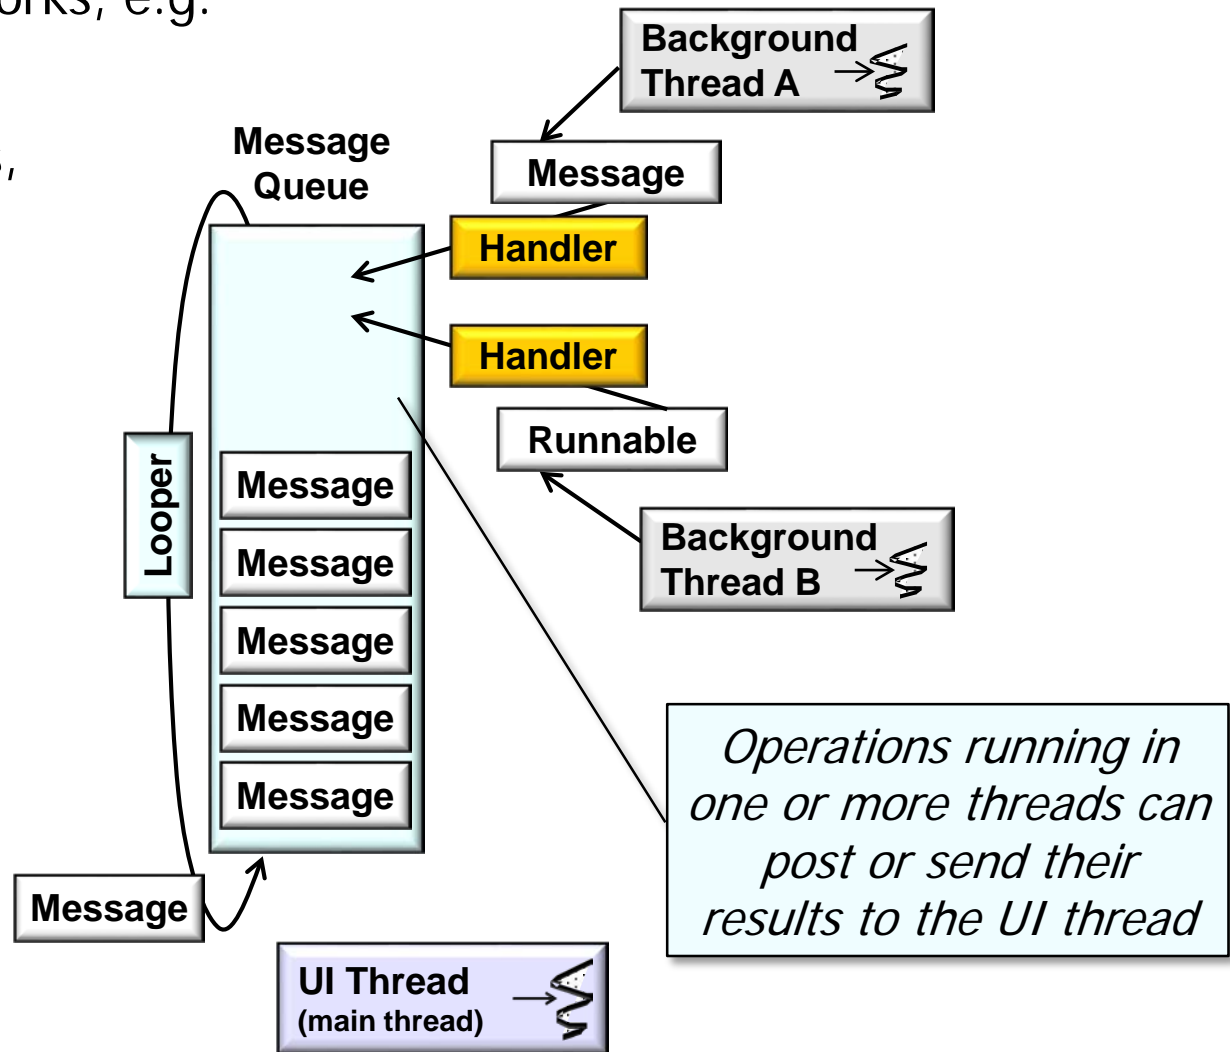 orks, e.g.
Background
Thread A
s,
Message
Queue
Message
Handler
Handler
Runnable
Looper
Message
Message
Message
Message
Message
Background
Thread B
Operations running in
one or more threads can
post or send their
results to the UI thread
Message
UI Thread
(main thread)